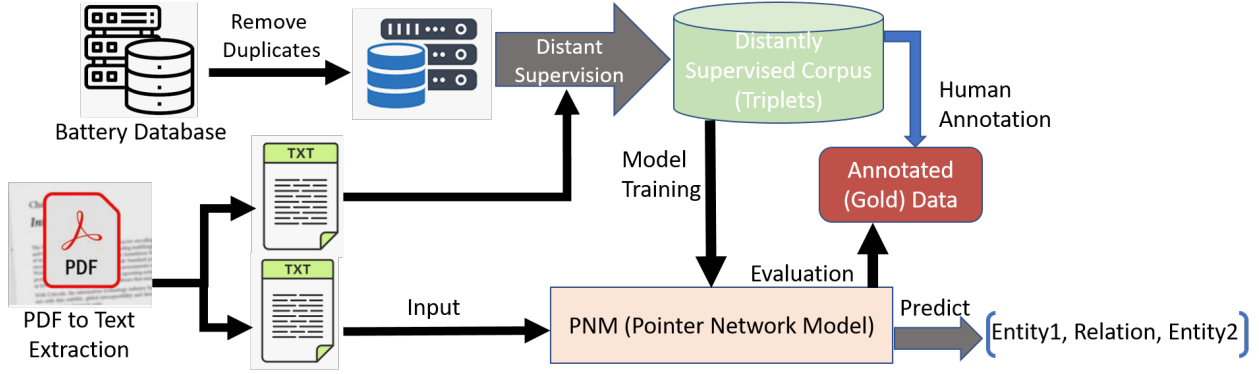 Remove
Duplicates
Battery Database
Distant
Supervision
Distantly
Supervised Corpus
(Triplets)
Human
Annotation
Annotated
(Gold) Data
Model
Training
TXT
PDF
PDF to Text
Extraction
TXT
Input
Evaluation
PNM (Pointer Network Model)
Predict
Entity1, Relation, Entity2